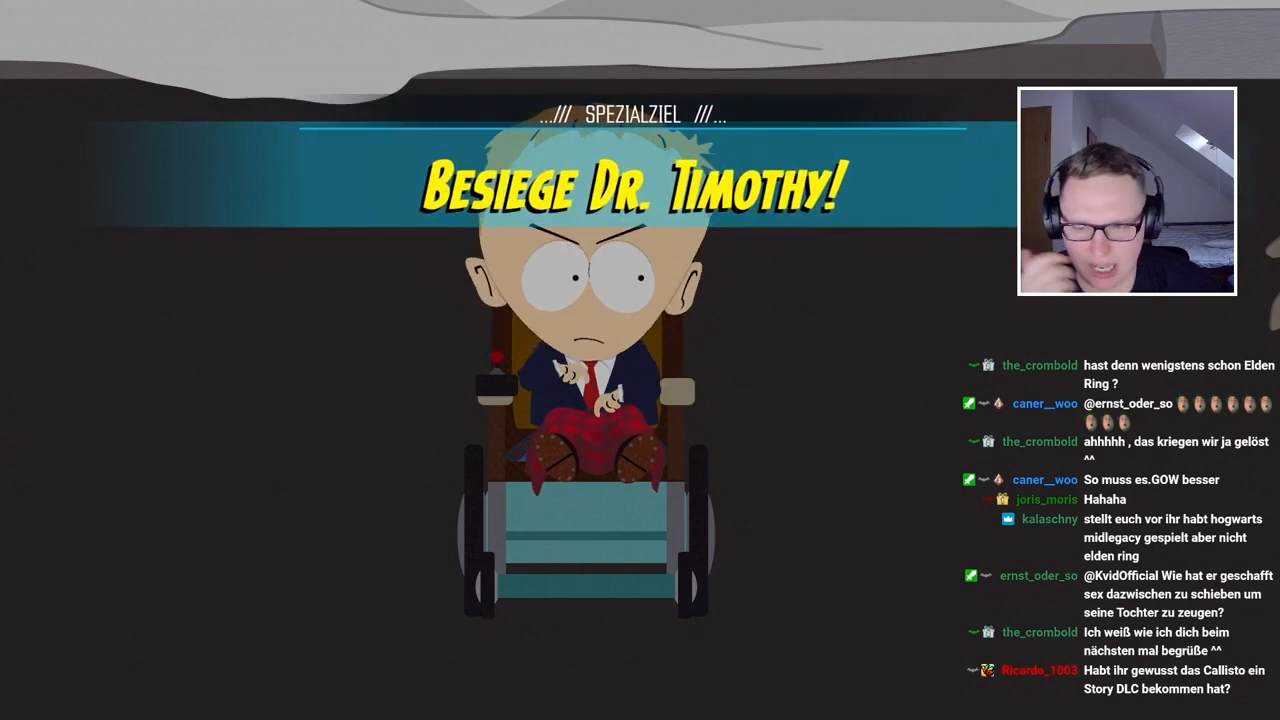 .../// SPEZIALZIEL ///...
BESIEGE DR. TIMOTHY!
the_crombold hast denn wenigstens schon Elden
Ring ?
caner__woo @ernst_oder_so
the_crombold ahhhhh , das kriegen wir ja gelöst
^^
caner__woo So muss es.GOW besser
joris_moris Hahaha
kalaschny stellt euch vor ihr habt hogwarts
midlegacy gespielt aber nicht
elden ring
ernst_oder_so @KvidOfficial Wie hat er geschafft
sex dazwischen zu schieben um
seine Tochter zu zeugen?
the_crombold Ich weiß wie ich dich beim
nächsten mal begrüße ^^
Ricardo_1003 Habt ihr gewusst das Callisto ein
Story DLC bekommen hat?